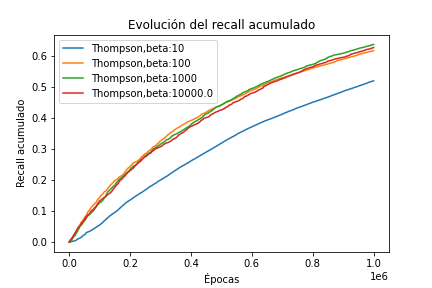 Evolución del recall acumulado
Thompson,beta:10
Thompson,beta:100
Thompson,beta:1000
Thompson,beta:10000.0
Recall acumulado
0.6
0.5
0.4
0.3
0.2
0.1
0.0
0.0 0.2 0.4 0.6 0.8 1.0
1e6
Épocas